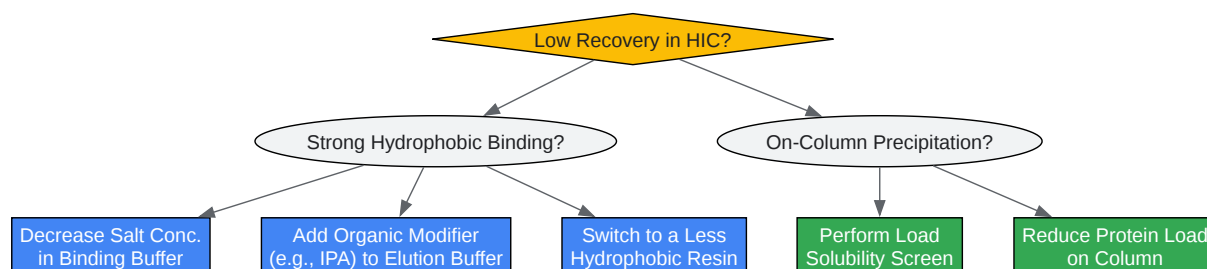 Low Recovery in HIC?
Strong Hydrophobic Binding?
On-Column Precipitation?
Decrease Salt Conc.
in Binding Buffer
Add Organic Modifier
(e.g., IPA) to Elution Buffer
Switch to a Less
Hydrophobic Resin
Perform Load
Solubility Screen
Reduce Protein Load
on Column